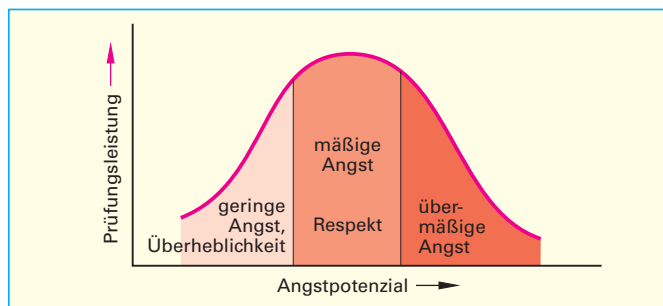 Prüfungsleistung
geringe
Angst,
Überheblichkeit
mäßige
Angst
Respekt
über-
mäßige
Angst
Angstpotenzial